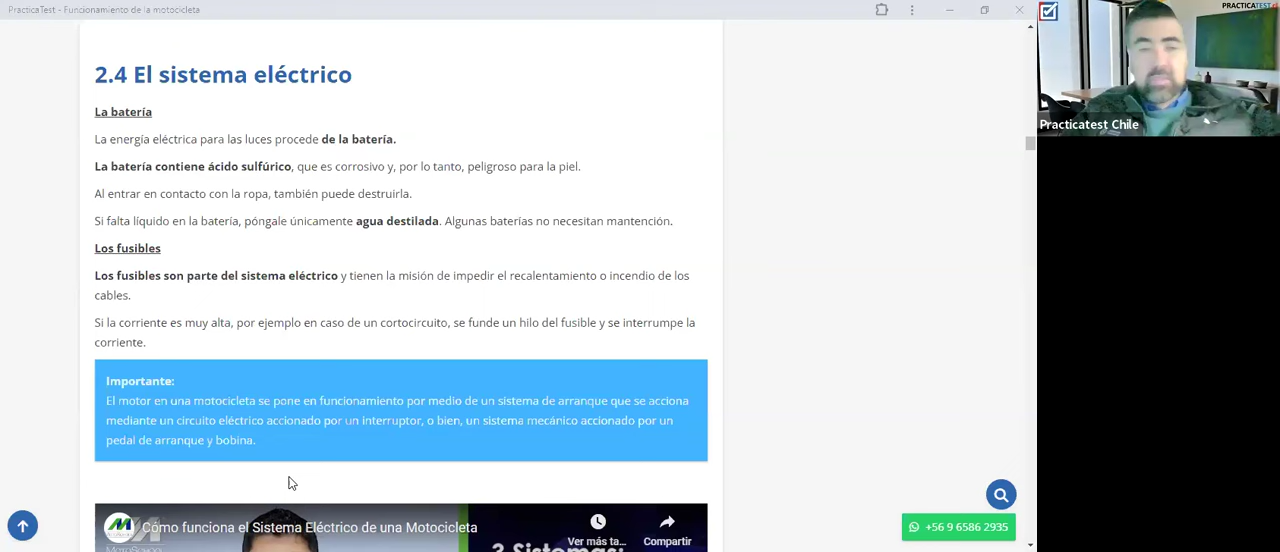 PracticaTest - Funcionamiento de la motocicleta
PRACTICATEST
2.4 El sistema eléctrico
La batería
La energía eléctrica para las luces procede de la batería.
La batería contiene ácido sulfúrico, que es corrosivo y, por lo tanto, peligroso para la piel.
Al entrar en contacto con la ropa, también puede destruirla.
Si falta líquido en la batería, póngale únicamente agua destilada. Algunas baterías no necesitan mantención.
Los fusibles
Los fusibles son parte del sistema eléctrico y tienen la misión de impedir el recalentamiento o incendio de los
cables.
Si la corriente es muy alta, por ejemplo en caso de un cortocircuito, se funde un hilo del fusible y se interrumpe la
corriente.
Importante:
El motor en una motocicleta se pone en funcionamiento por medio de un sistema de arranque que se acciona
mediante un circuito eléctrico accionado por un interruptor, o bien, un sistema mecánico accionado por un
pedal de arranque y bobina.
Cómo funciona el Sistema Eléctrico de una Motocicleta
Ver más ta...
Compartir
Practicatest Chile
+56 9 6586 2935